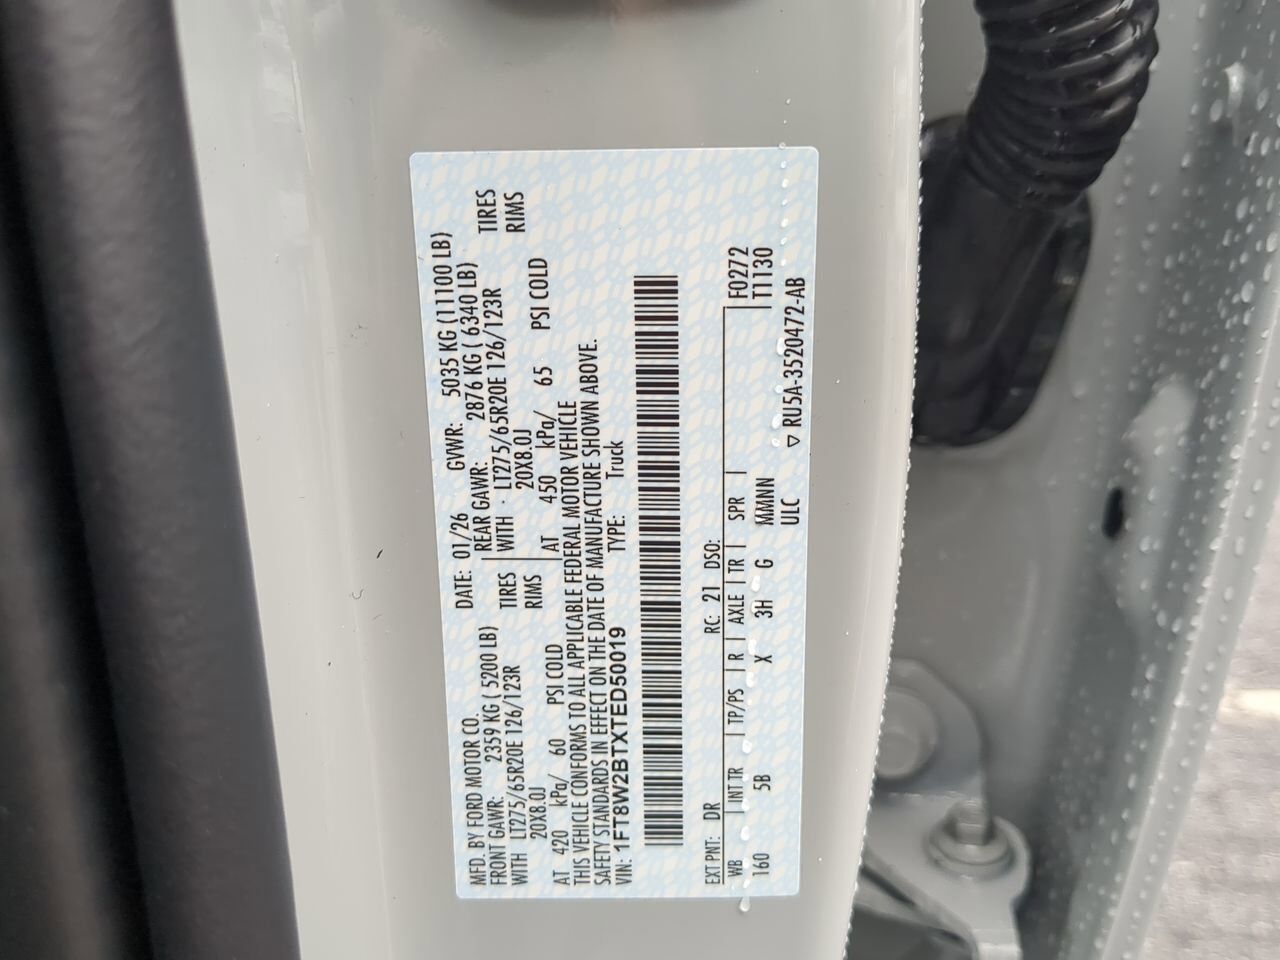 MFD. BY FORD MOTOR CO.
DATE: 01/26 GVWR: 5035 KG (11100 LB)
FRONT GAWR: 2359 KG ( 5200 LB) REAR GAWR: 2876 KG ( 6340 LB)
WITH LT275/65R20E 126/123R TIRES WITH LT275/65R20E 126/123R TIRES
20X8.0J RIMS 20X8.0J RIMS
AT 420 kPa/ 60 PSI COLD AT 450 kPa/ 65 PSI COLD
THIS VEHICLE CONFORMS TO ALL APPLICABLE FEDERAL MOTOR VEHICLE
SAFETY STANDARDS IN EFFECT ON THE DATE OF MANUFACTURE SHOWN ABOVE.
VIN: 1FT8W2BTXTED50019 TYPE: Truck
EXT PNT: DR RC: 21 DSO:
WB | INT TR | TP/PS | R | AXLE | TR | SPR | F0272
160 5B X 3H G MMMNN T1130
ULC ▽ RU5A-3520472-AB